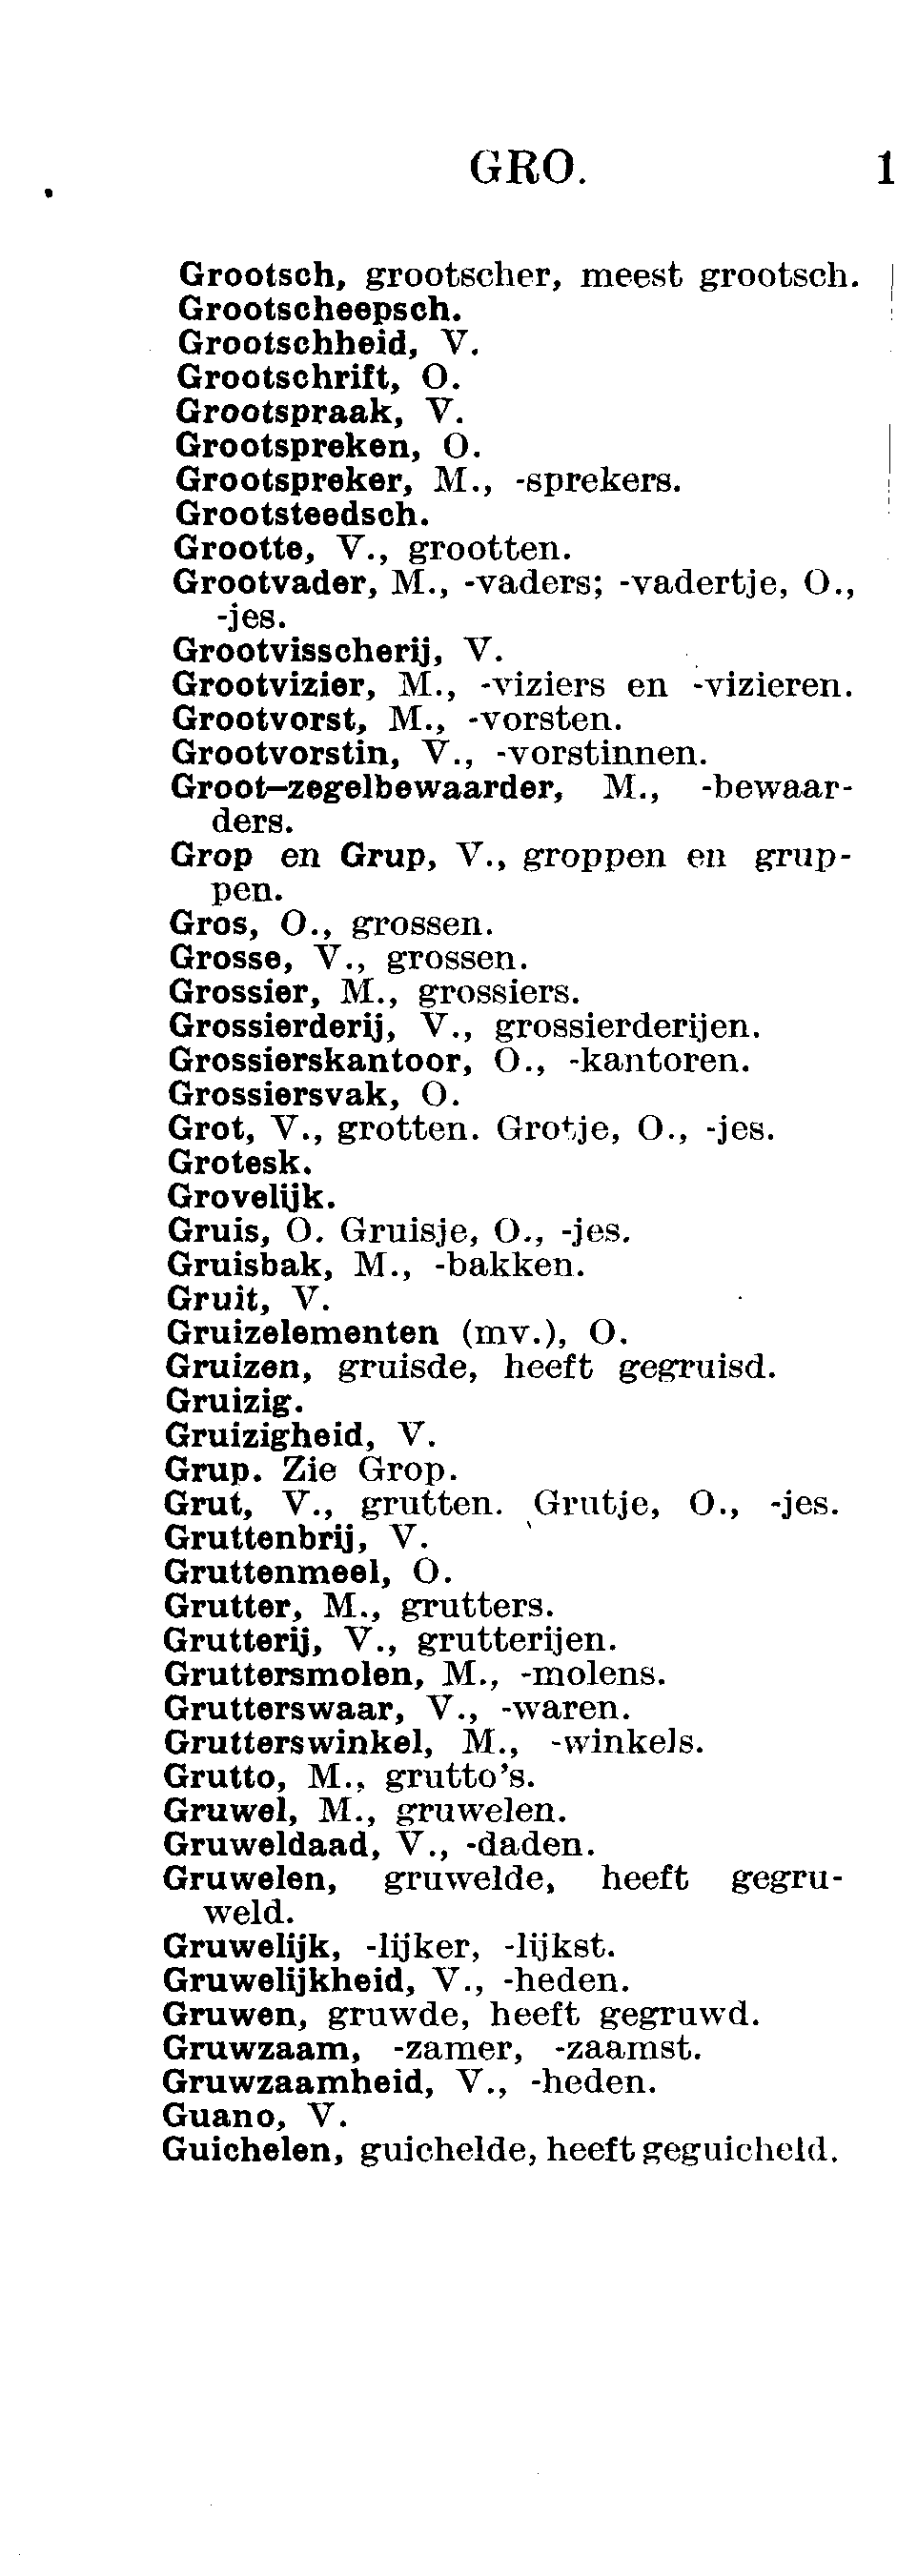 GRO. 1
Grootsch, grootscher, meest grootsch.
Grootscheepsch.
Grootschheid, V.
Grootschrift, O.
Grootspraak, V.
Grootspreken, O.
Grootspreker, M., -sprekers.
Grootsteedsch.
Grootte, V., grootten.
Grootvader, M., -vaders; -vadertje, O.,
-jes.
Grootvisscherij, V.
Grootvizier, M., -viziers en -vizieren.
Grootvorst, M., -vorsten.
Grootvorstin, V., -vorstinnen.
Groot-zegelbewaarder, M., -bewaar-
ders.
Grop en Grup, V., groppen en grup-
pen.
Gros, O., grossen.
Grosse, V., grossen.
Grossier, M., grossiers.
Grossierderij, V., grossierderijen.
Grossierskantoor, O., -kantoren.
Grossiersvak, O.
Grot, V., grotten. Grotje, O., -jes.
Grotesk.
Grovelijk.
Gruis, O. Gruisje, O., -jes.
Gruisbak, M., -bakken.
Gruit, V.
Gruizelementen (mv.), O.
Gruizen, gruisde, heeft gegruisd.
Gruizig.
Gruizigheid, V.
Grup. Zie Grop.
Grut, V., grutten. Grutje, O., -jes.
Gruttenbrij, V.
Gruttenmeel, O.
Grutter, M., grutters.
Grutterij, V., grutterijen.
Gruttersmolen, M., -molens.
Grutterswaar, V., -waren.
Grutterswinkel, M., -winkels.
Grutto, M., grutto's.
Gruwel, M., gruwelen.
Gruweldaad, V., -daden.
Gruwelen, gruwelde, heeft gegru-
weld.
Gruwelijk, -lijker, -lijkst.
Gruwelijkheid, V., -heden.
Gruwen, gruwde, heeft gegruwd.
Gruwzaam, -zamer, -zaamst.
Gruwzaamheid, V., -heden.
Guano, V.
Guichelen, guichelde, heeft geguicheld.